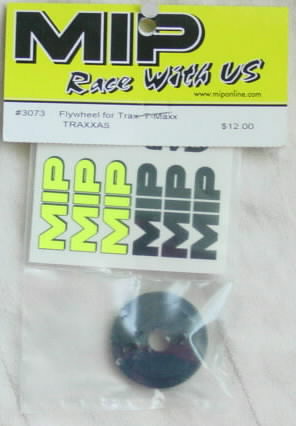 MIP
Race With US
www.miponline.com
#3073 Flywheel for Trax T-Maxx
TRAXXAS $12.00
MIP MIP MIP MIP MIP MIP